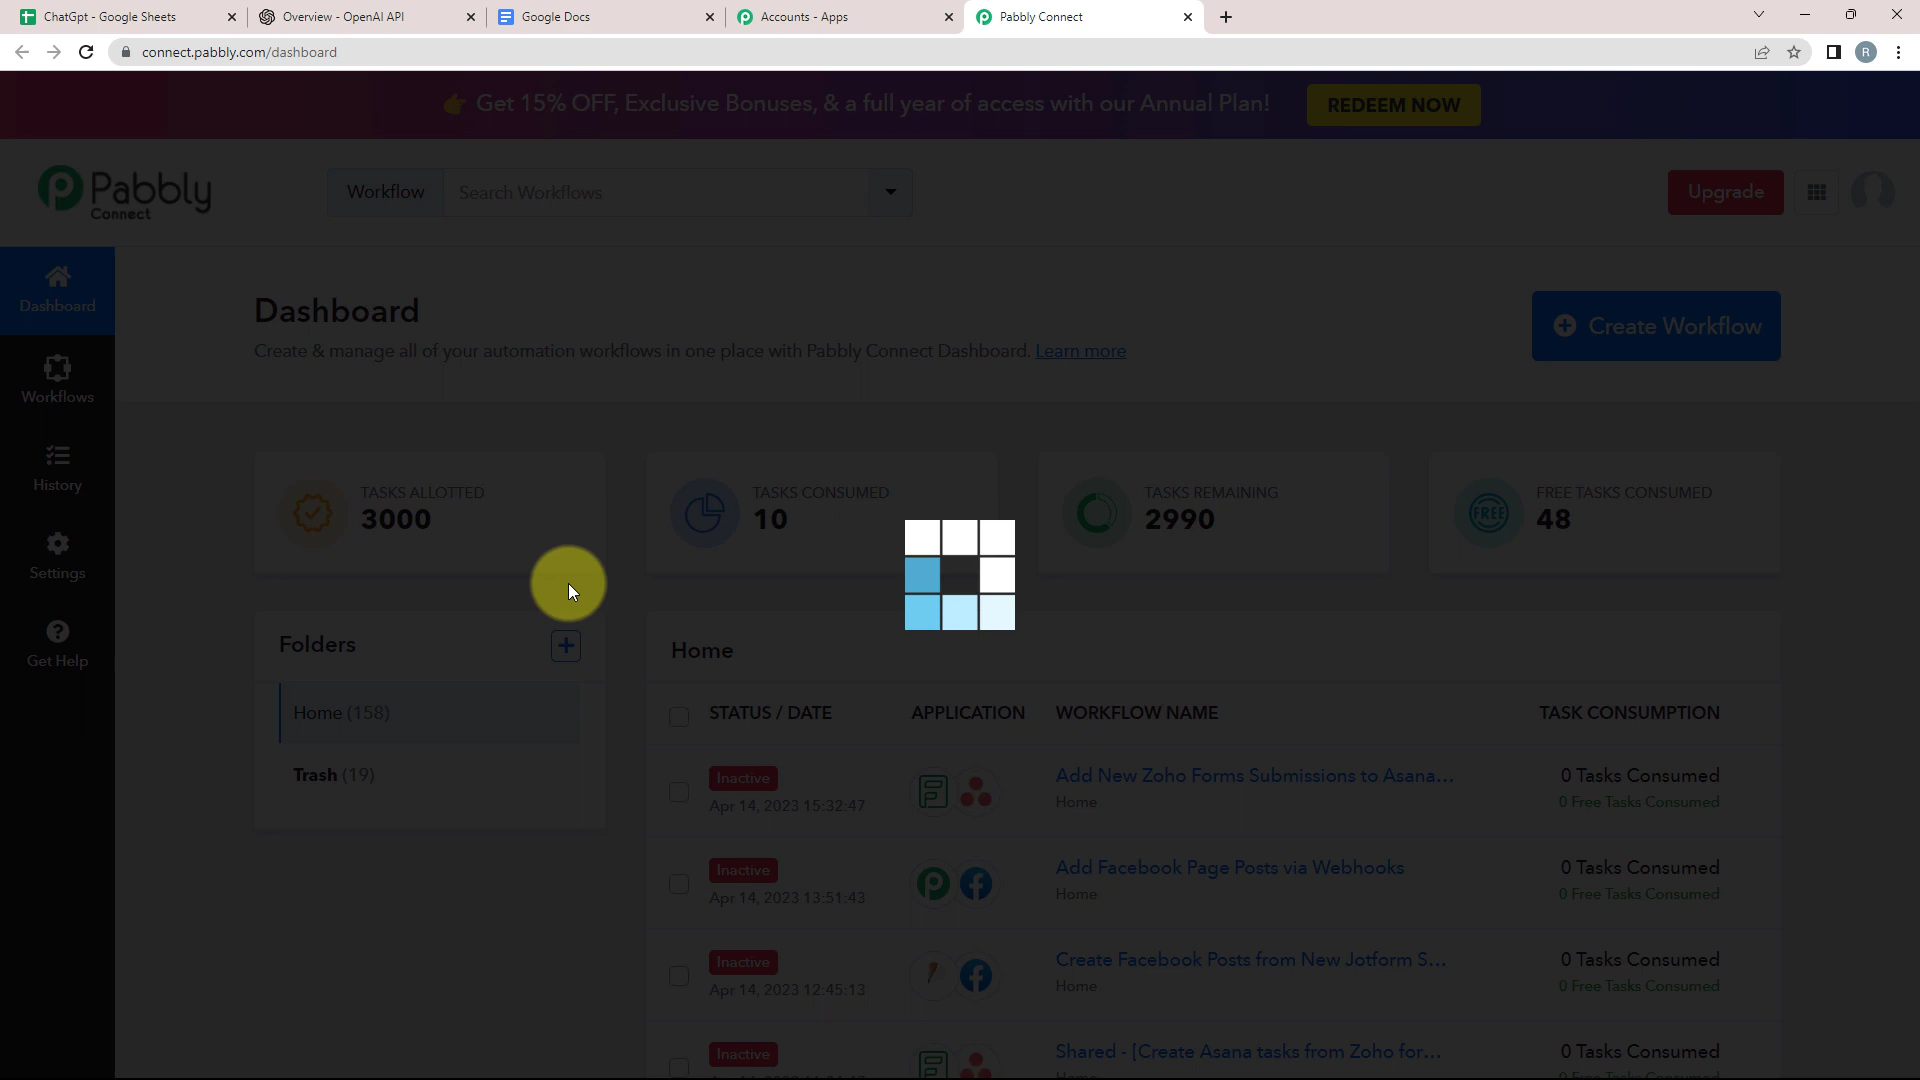 ChatGpt - Google Sheets
Overview - OpenAI API
Google Docs
Accounts - Apps
Pabbly Connect
connect.pabbly.com/dashboard
R
Get 15% OFF, Exclusive Bonuses, & a full year of access with our Annual Plan!
REDEEM NOW
Pabbly
Connect
Workflow
Search Workflows
Upgrade
Dashboard
Workflows
History
Settings
Get Help
Dashboard
Create & manage all of your automation workflows in one place with Pabbly Connect Dashboard. Learn more
Create Workflow
TASKS ALLOTTED
3000
TASKS CONSUMED
10
TASKS REMAINING
2990
FREE
FREE TASKS CONSUMED
48
Folders
Home (158)
Trash (19)
Home
STATUS / DATE APPLICATION WORKFLOW NAME TASK CONSUMPTION
Inactive
Apr 14, 2023 15:32:47
Add New Zoho Forms Submissions to Asana...
Home
0 Tasks Consumed
0 Free Tasks Consumed
Inactive
Apr 14, 2023 13:51:43
Add Facebook Page Posts via Webhooks
Home
0 Tasks Consumed
0 Free Tasks Consumed
Inactive
Apr 14, 2023 12:45:13
Create Facebook Posts from New Jotform S...
Home
0 Tasks Consumed
0 Free Tasks Consumed
Inactive
Shared - [Create Asana tasks from Zoho for...
0 Tasks Consumed